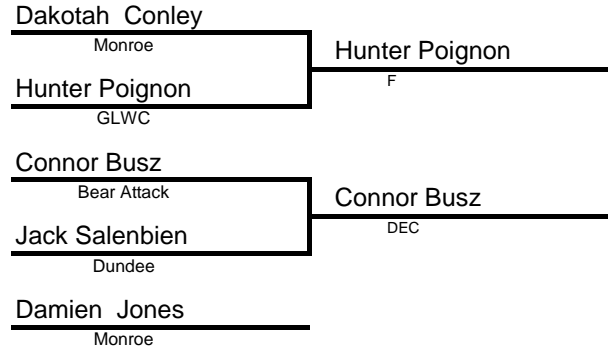 Dakotah  Conley
Monroe
Hunter Poignon
F
Hunter Poignon
GLWC
Connor Busz
Bear Attack
Connor Busz
DEC
Jack Salenbien
Dundee
Damien  Jones
Monroe